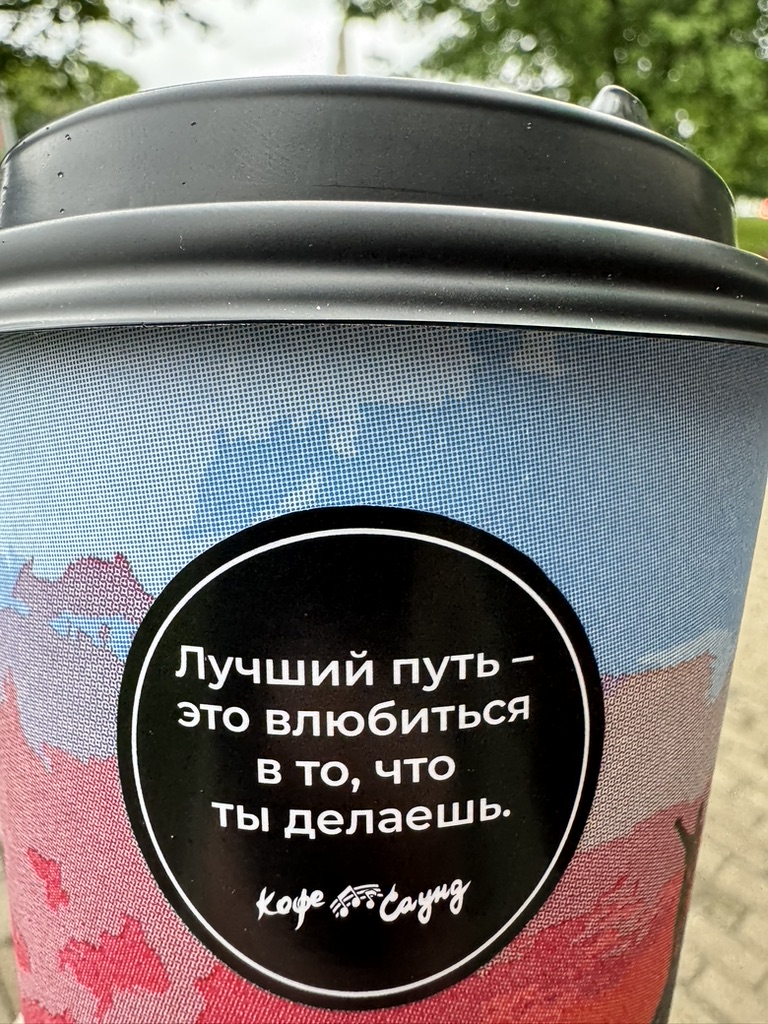 Лучший путь –
это влюбиться
в то, что
ты делаешь.
Кофе Саунд